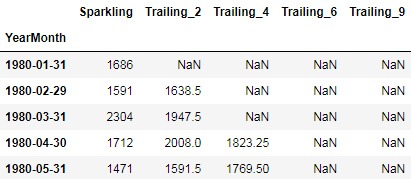 Sparkling Trailing_2 Trailing_4 Trailing_6 Trailing_9
YearMonth
1980-01-31 1686 NaN NaN NaN NaN
1980-02-29 1591 1638.5 NaN NaN NaN
1980-03-31 2304 1947.5 NaN NaN NaN
1980-04-30 1712 2008.0 1823.25 NaN NaN
1980-05-31 1471 1591.5 1769.50 NaN NaN